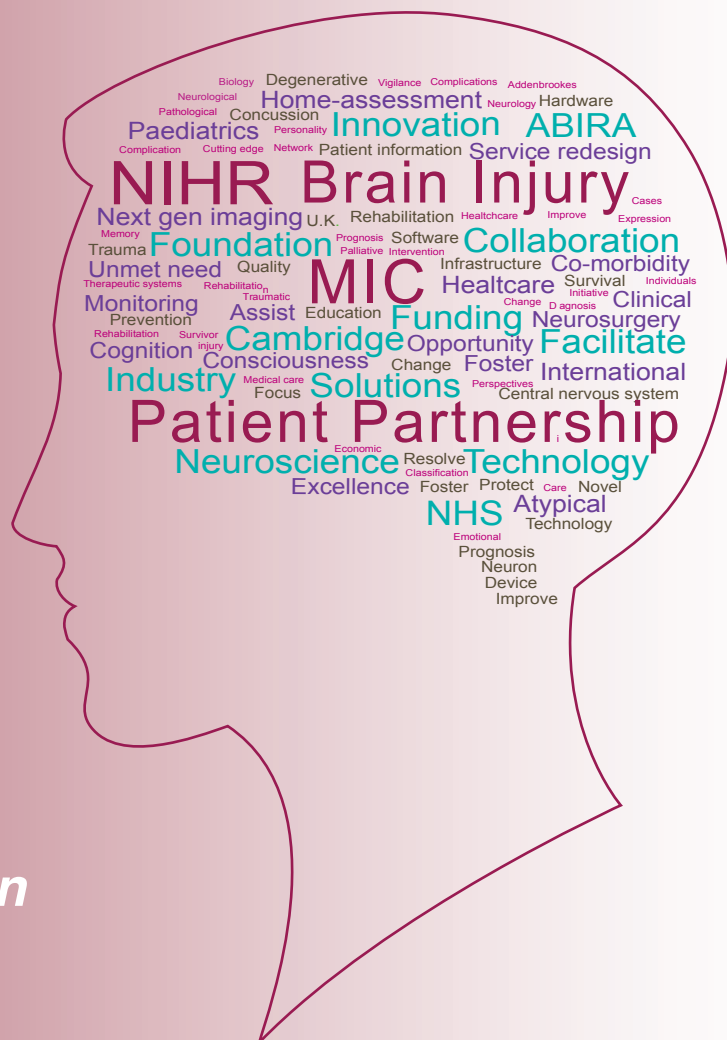 Biology Degenerative Vigilance Complications Addenbrookes
Neurological Home-assessment Neurology Hardware
Pathological Concussion Innovation ABIRA
Paediatrics Personality
Complication Cutting edge Network Patient information Service redesign
NIHR Brain Injury
Cases
Next gen imaging U.K. Rehabilitation Healthcare Improve Expression
Memory
Trauma Foundation Prognosis Software Collaboration
Palliative Intervention
Unmet need Quality MIC Infrastructure Co-morbidity
Therapeutic systems Rehabilitation Healtcare Survival Individuals
Traumatic
Monitoring Assist Education Change Initiative D agnosis Clinical
Prevention Funding Neurosurgery
Rehabilitation Survivor injury Cambridge Opportunity Facilitate
Cognition Consciousness Change Foster International
Industry Medical care Solutions Perspectives
Focus Central nervous system
Patient Partnership
i
Economic
Neuroscience Resolve Technology
Classification
Excellence Foster Protect Care Novel
NHS Atypical
Technology
Emotional
Prognosis
Neuron
Device
Improve
n